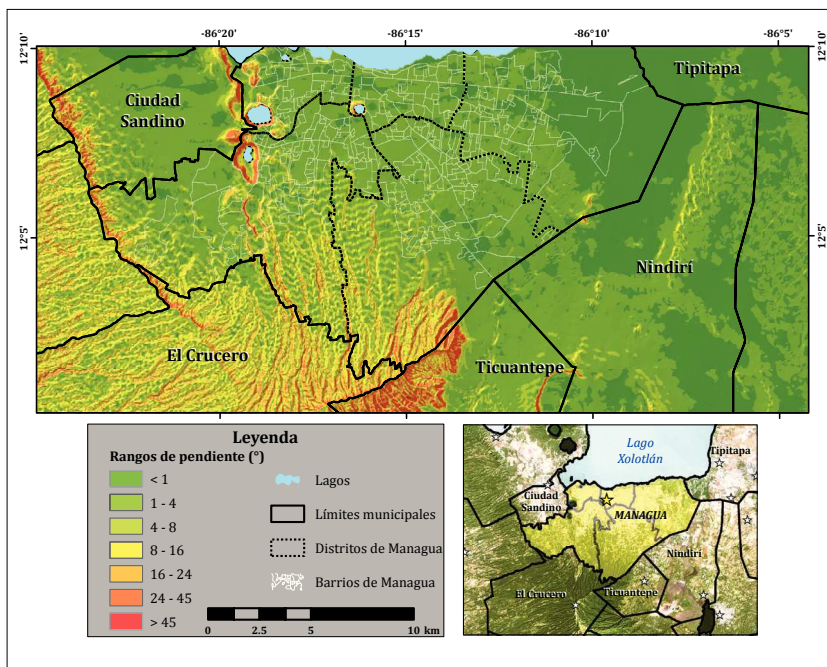 -86°20'
-86°15'
-86°10'
-86°5'
12°10'
12°10'
Tipitapa
Ciudad
Sandino
12°5'
12°5'
Nindirí
El Crucero
Ticuantepe
Leyenda
Rangos de pendiente (°)
< 1
1 - 4
4 - 8
8 - 16
16 - 24
24 - 45
> 45
Lagos
Límites municipales
Distritos de Managua
Barrios de Managua
0 2.5 5 10 km
Lago
Xolotlán
Tipitapa
Ciudad
Sandino
MANAGUA
Nindirí
El Crucero
Ticuantepe